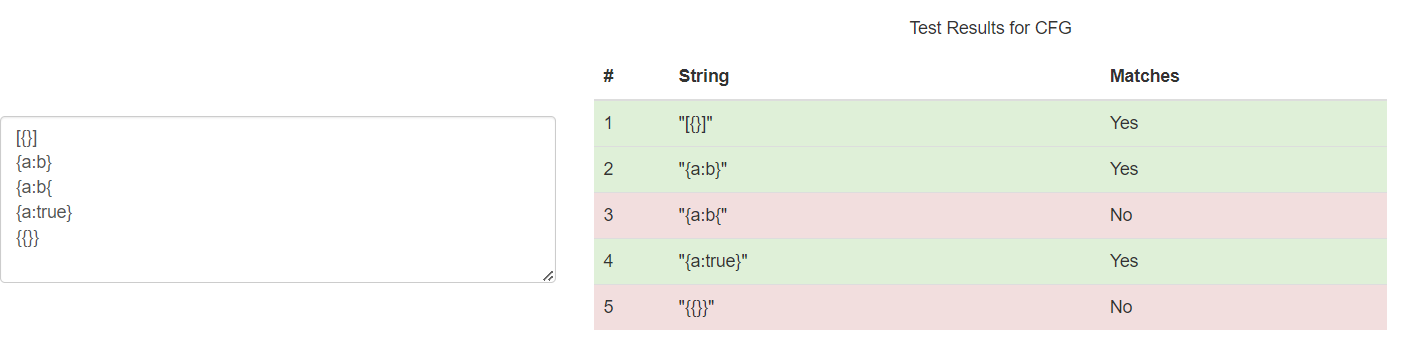 [{}]
{a:b}
{a:b{
{a:true}
{{}}
Test Results for CFG
# String Matches
1 "[{}]" Yes
2 "{a:b}" Yes
3 "{a:b{" No
4 "{a:true}" Yes
5 "{{}}" No